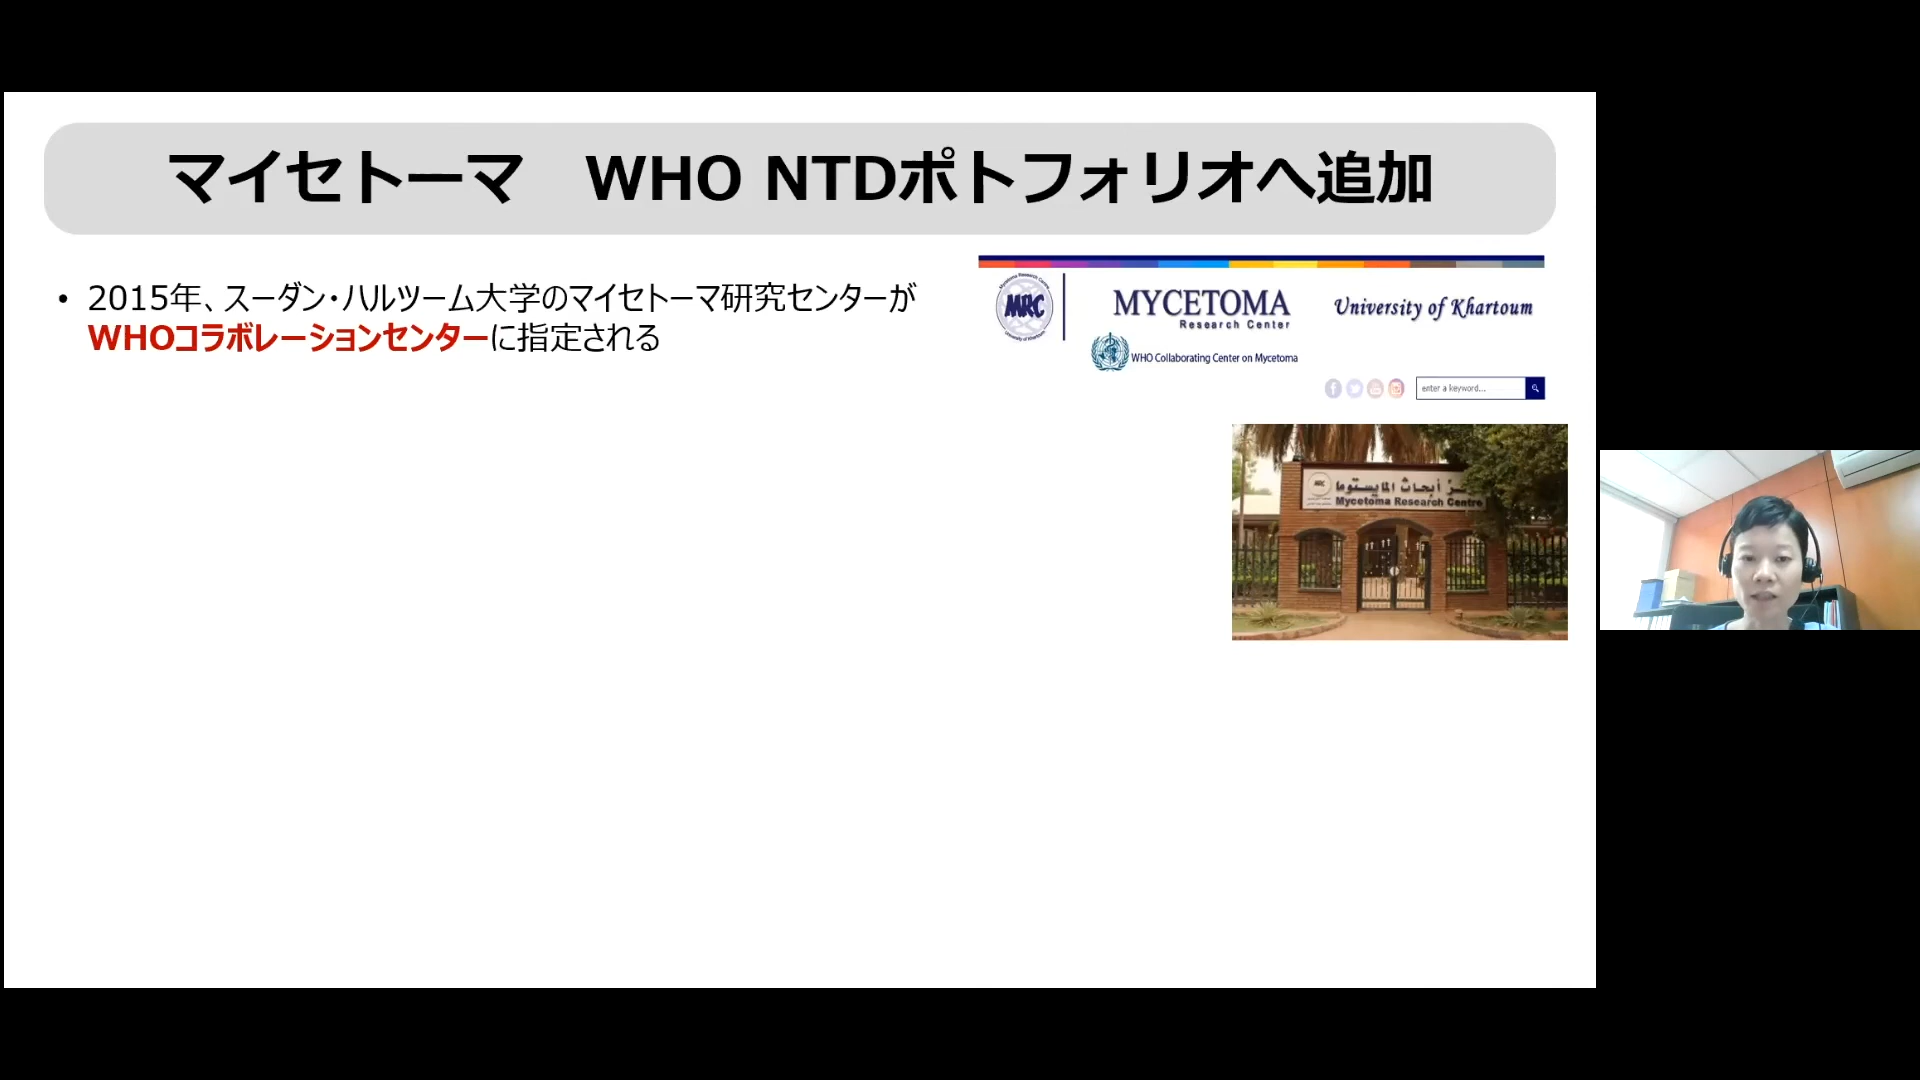 マイセトーマ　WHO NTDポトフォリオへ追加
• 2015年、スーダン・ハルツーム大学のマイセトーマ研究センターが
WHOコラボレーションセンターに指定される
MRC
MYCETOMA
Research Center
University of Khartoum
WHO Collaborating Center on Mycetoma
enter a keyword...
أبحاث المايستوما
Mycetoma Research Centre